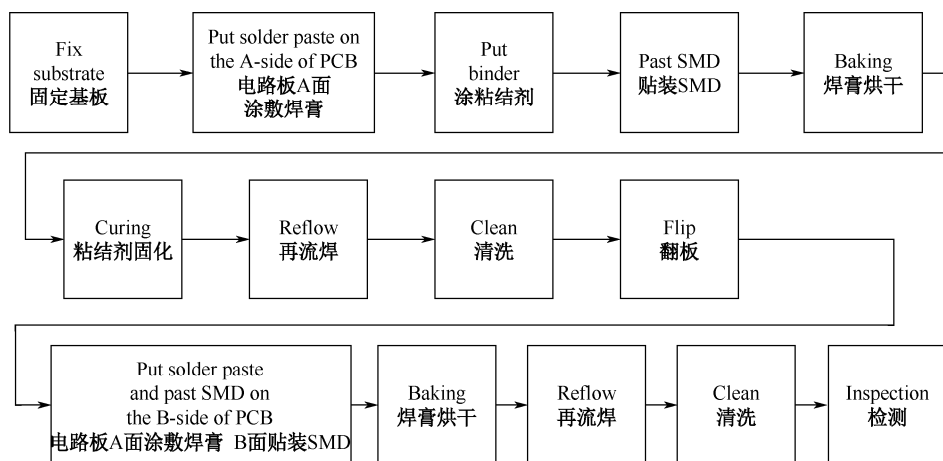 Fix
substrate
固定基板
Put solder paste on
the A-side of PCB
电路板A面
涂敷焊膏
Put
binder
涂粘结剂
Past SMD
贴装SMD
Baking
焊膏烘干
Curing
粘结剂固化
Reflow
再流焊
Clean
清洗
Flip
翻板
Put solder paste
and past SMD on
the B-side of PCB
电路板A面涂敷焊膏 B面贴装SMD
Baking
焊膏烘干
Reflow
再流焊
Clean
清洗
Inspection
检测